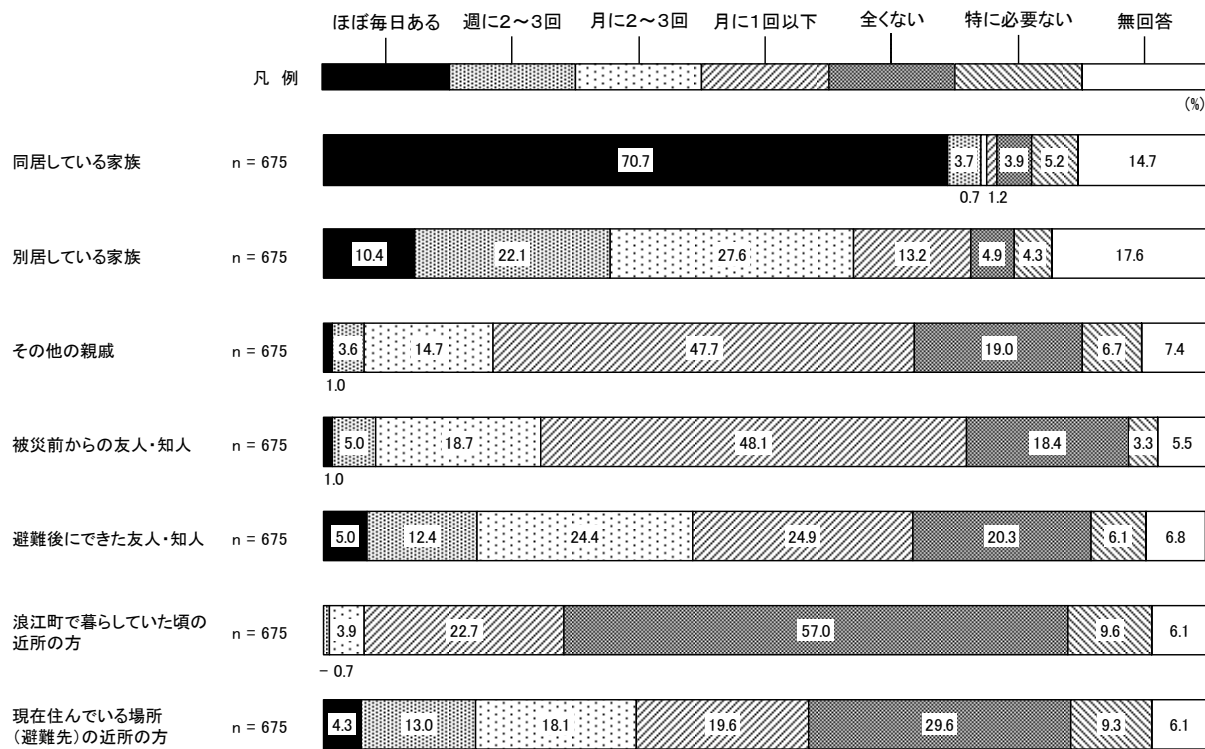 ほぼ毎日ある 週に２～３回 月に２～３回 月に１回以下 全くない 特に必要ない 無回答
凡 例
(%)
同居している家族 n = 675 70.7 3.7 3.9 5.2 14.7
0.7 1.2
別居している家族 n = 675 10.4 22.1 27.6 13.2 4.9 4.3 17.6
その他の親戚 n = 675 3.6 14.7 47.7 19.0 6.7 7.4
1.0
被災前からの友人・知人 n = 675 5.0 18.7 48.1 18.4 3.3 5.5
1.0
避難後にできた友人・知人 n = 675 5.0 12.4 24.4 24.9 20.3 6.1 6.8
浪江町で暮らしていた頃の
近所の方 n = 675 3.9 22.7 57.0 9.6 6.1
– 0.7
現在住んでいる場所
（避難先）の近所の方 n = 675 4.3 13.0 18.1 19.6 29.6 9.3 6.1